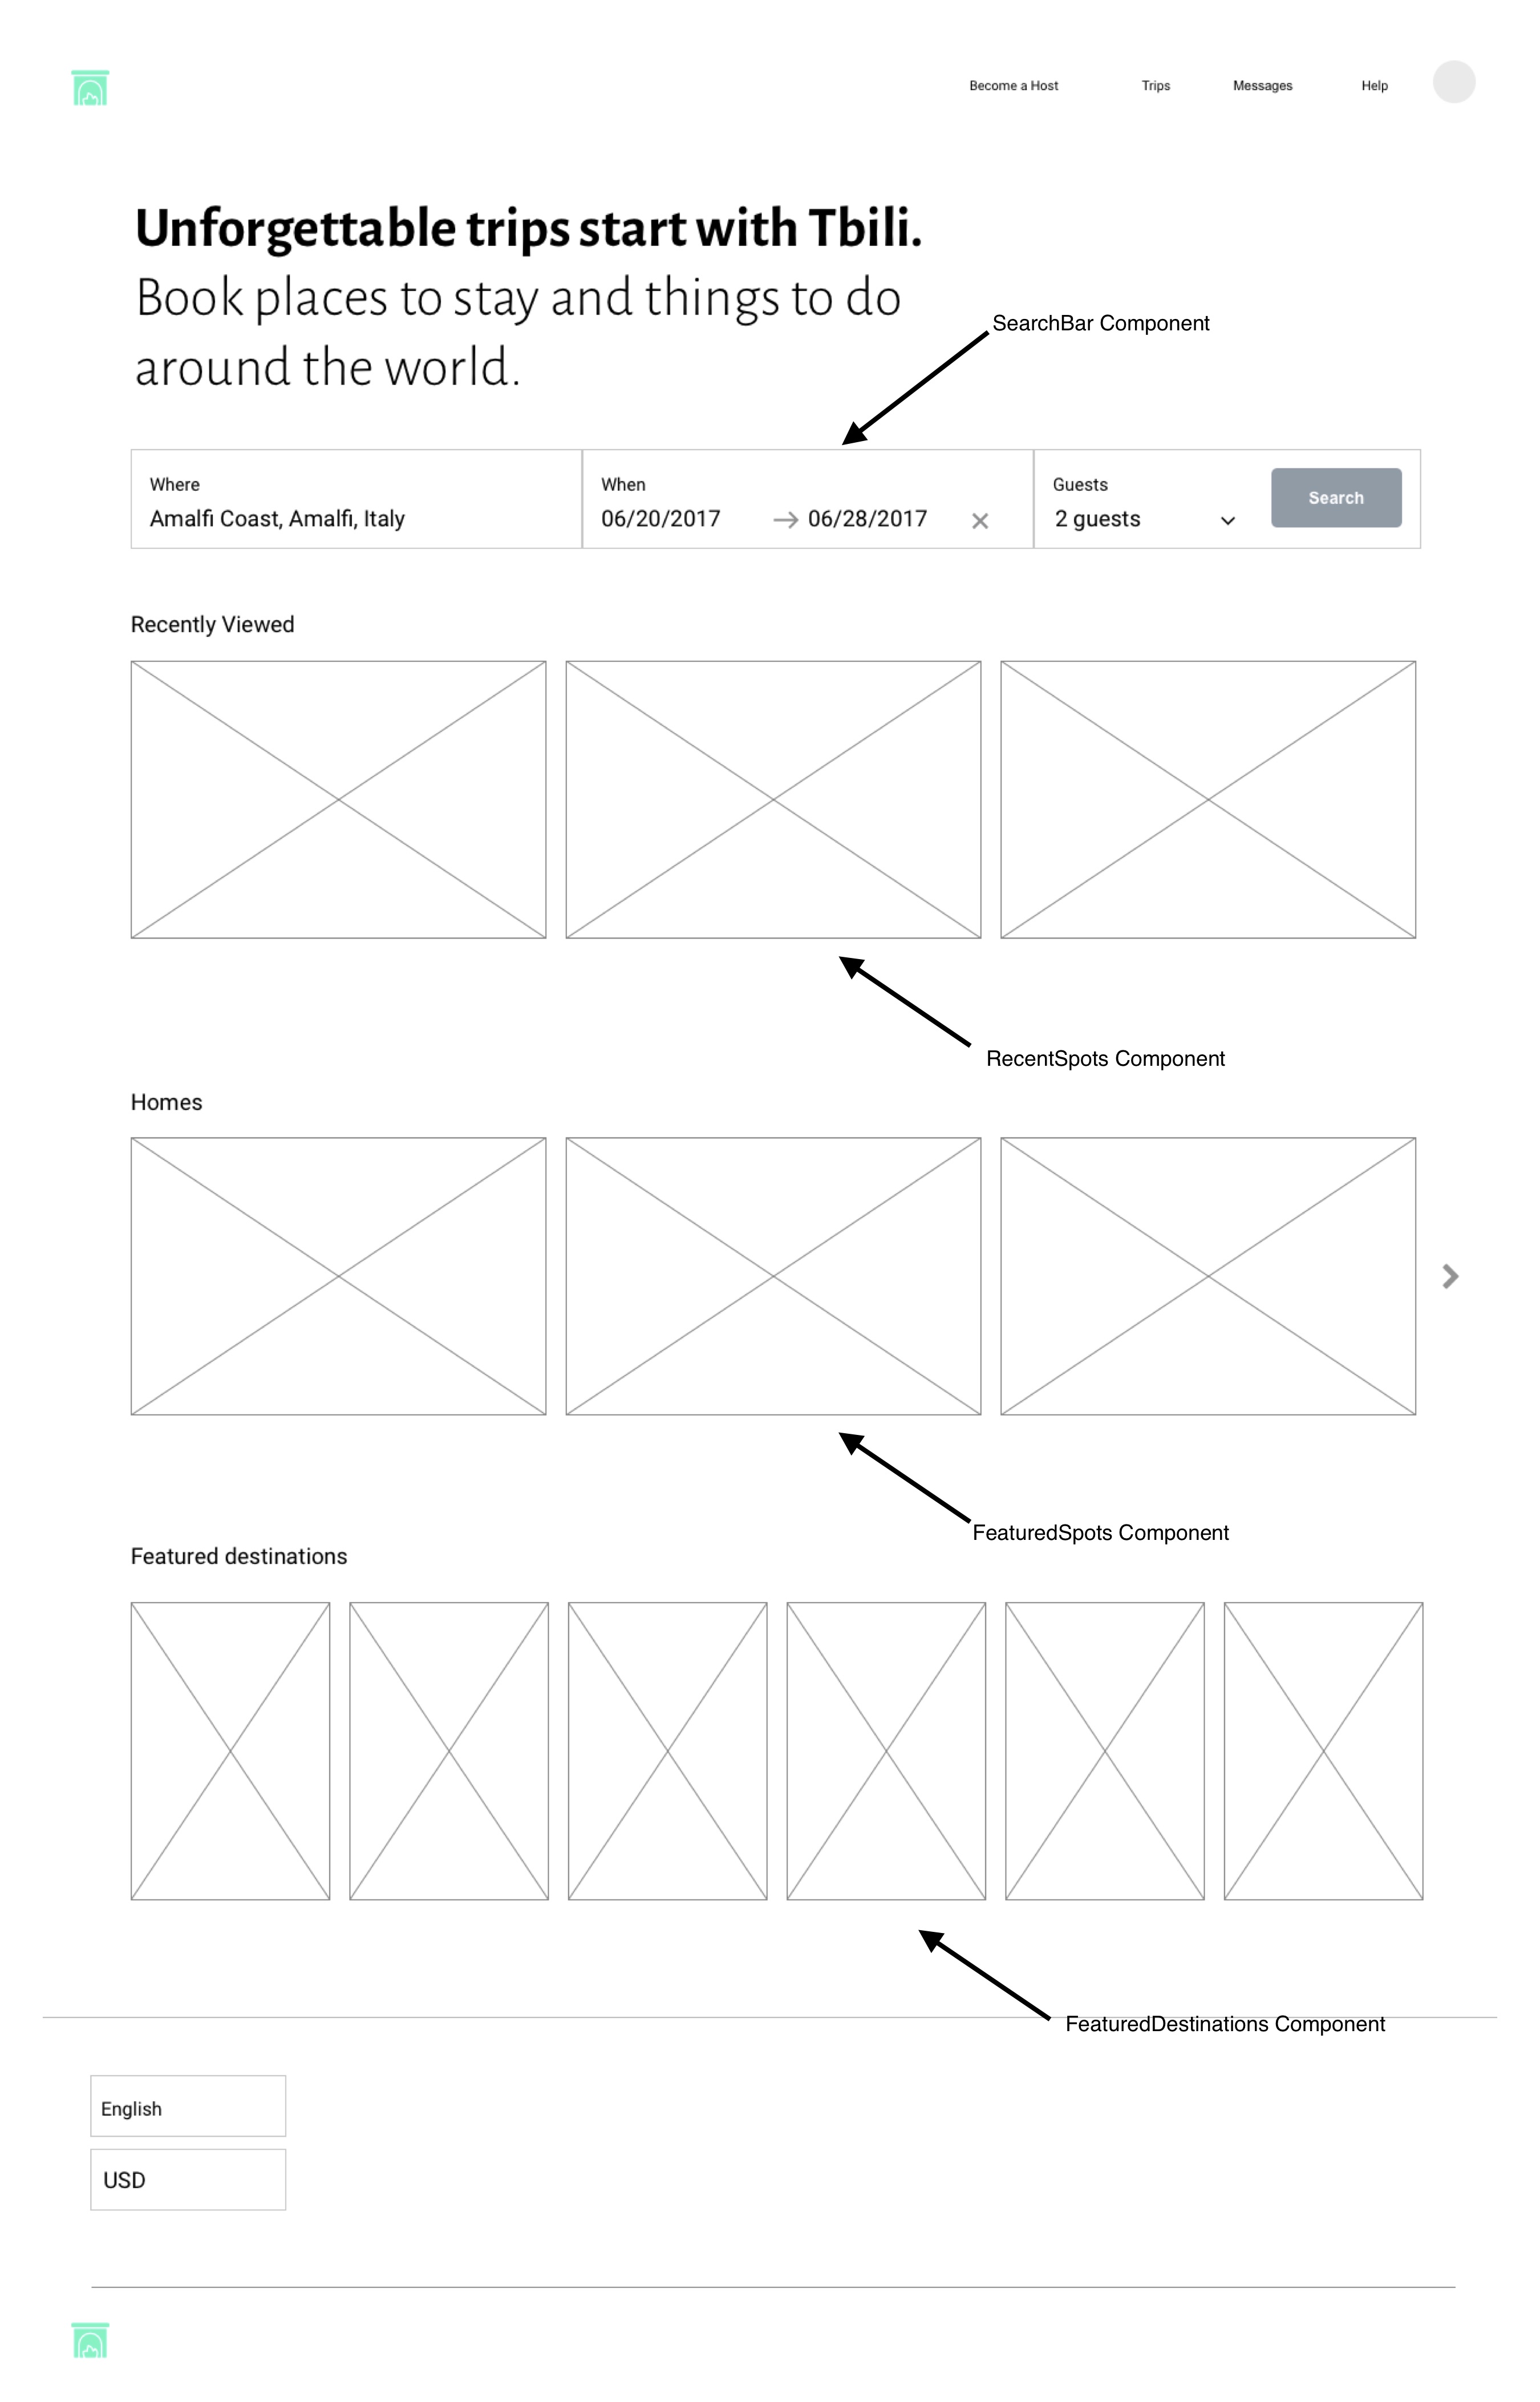 Become a Host Trips Messages Help
Unforgettable trips start with Tbili.
Book places to stay and things to do
around the world.
SearchBar Component
Where When Guests
Amalfi Coast, Amalfi, Italy 06/20/2017 → 06/28/2017 2 guests Search
Recently Viewed
RecentSpots Component
Homes
FeaturedSpots Component
Featured destinations
FeaturedDestinations Component
English
USD